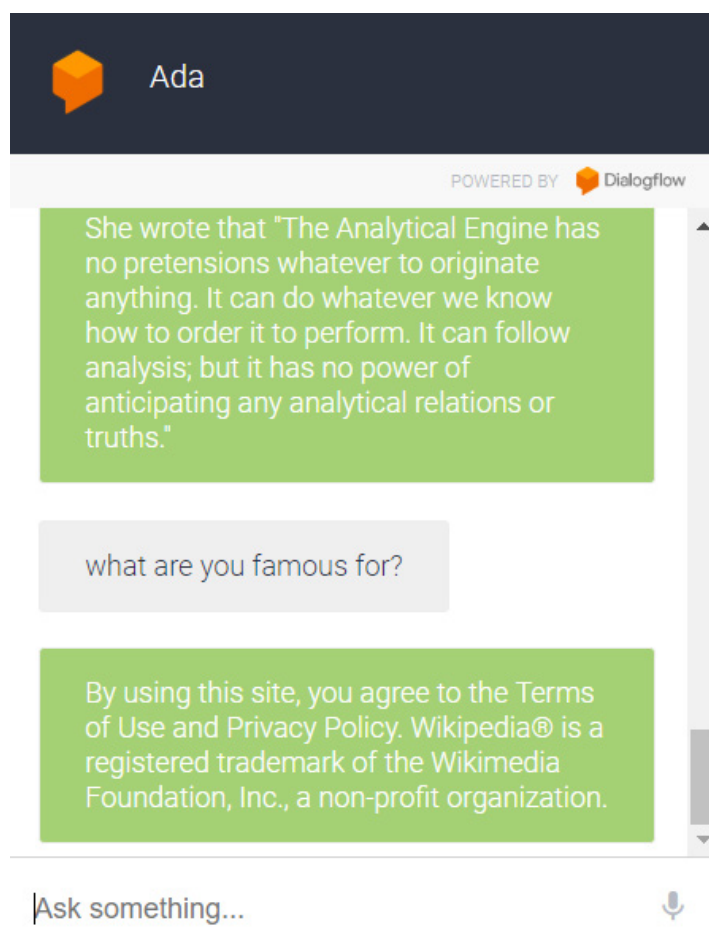 Ada
POWERED BY Dialogflow
She wrote that "The Analytical Engine has
no pretensions whatever to originate
anything. It can do whatever we know
how to order it to perform. It can follow
analysis; but it has no power of
anticipating any analytical relations or
truths."
what are you famous for?
By using this site, you agree to the Terms
of Use and Privacy Policy. Wikipedia® is a
registered trademark of the Wikimedia
Foundation, Inc., a non-profit organization.
Ask something...